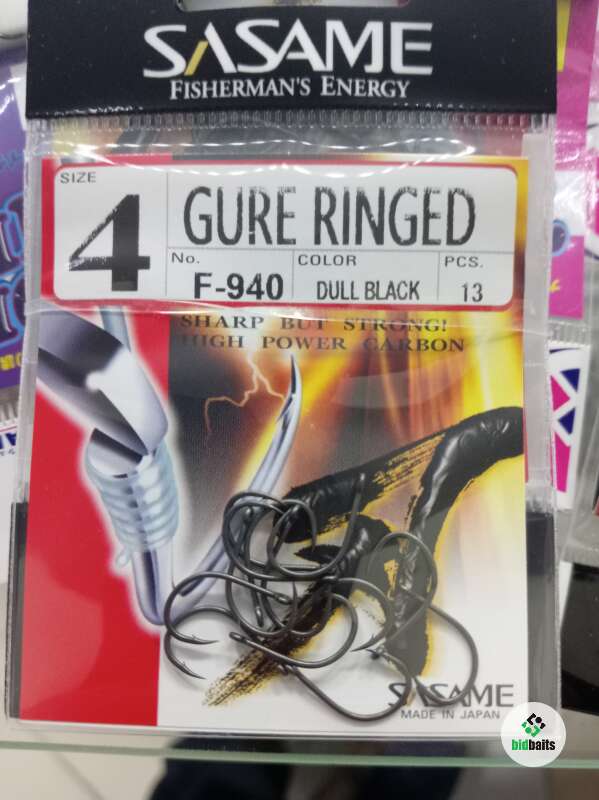 SASAME
FISHERMAN'S ENERGY
SIZE
4
GURE RINGED
No.
F-940
COLOR
DULL BLACK
PCS.
13
SHARP BUT STRONG!
HIGH POWER CARBON
SASAME
MADE IN JAPAN
bidbaits